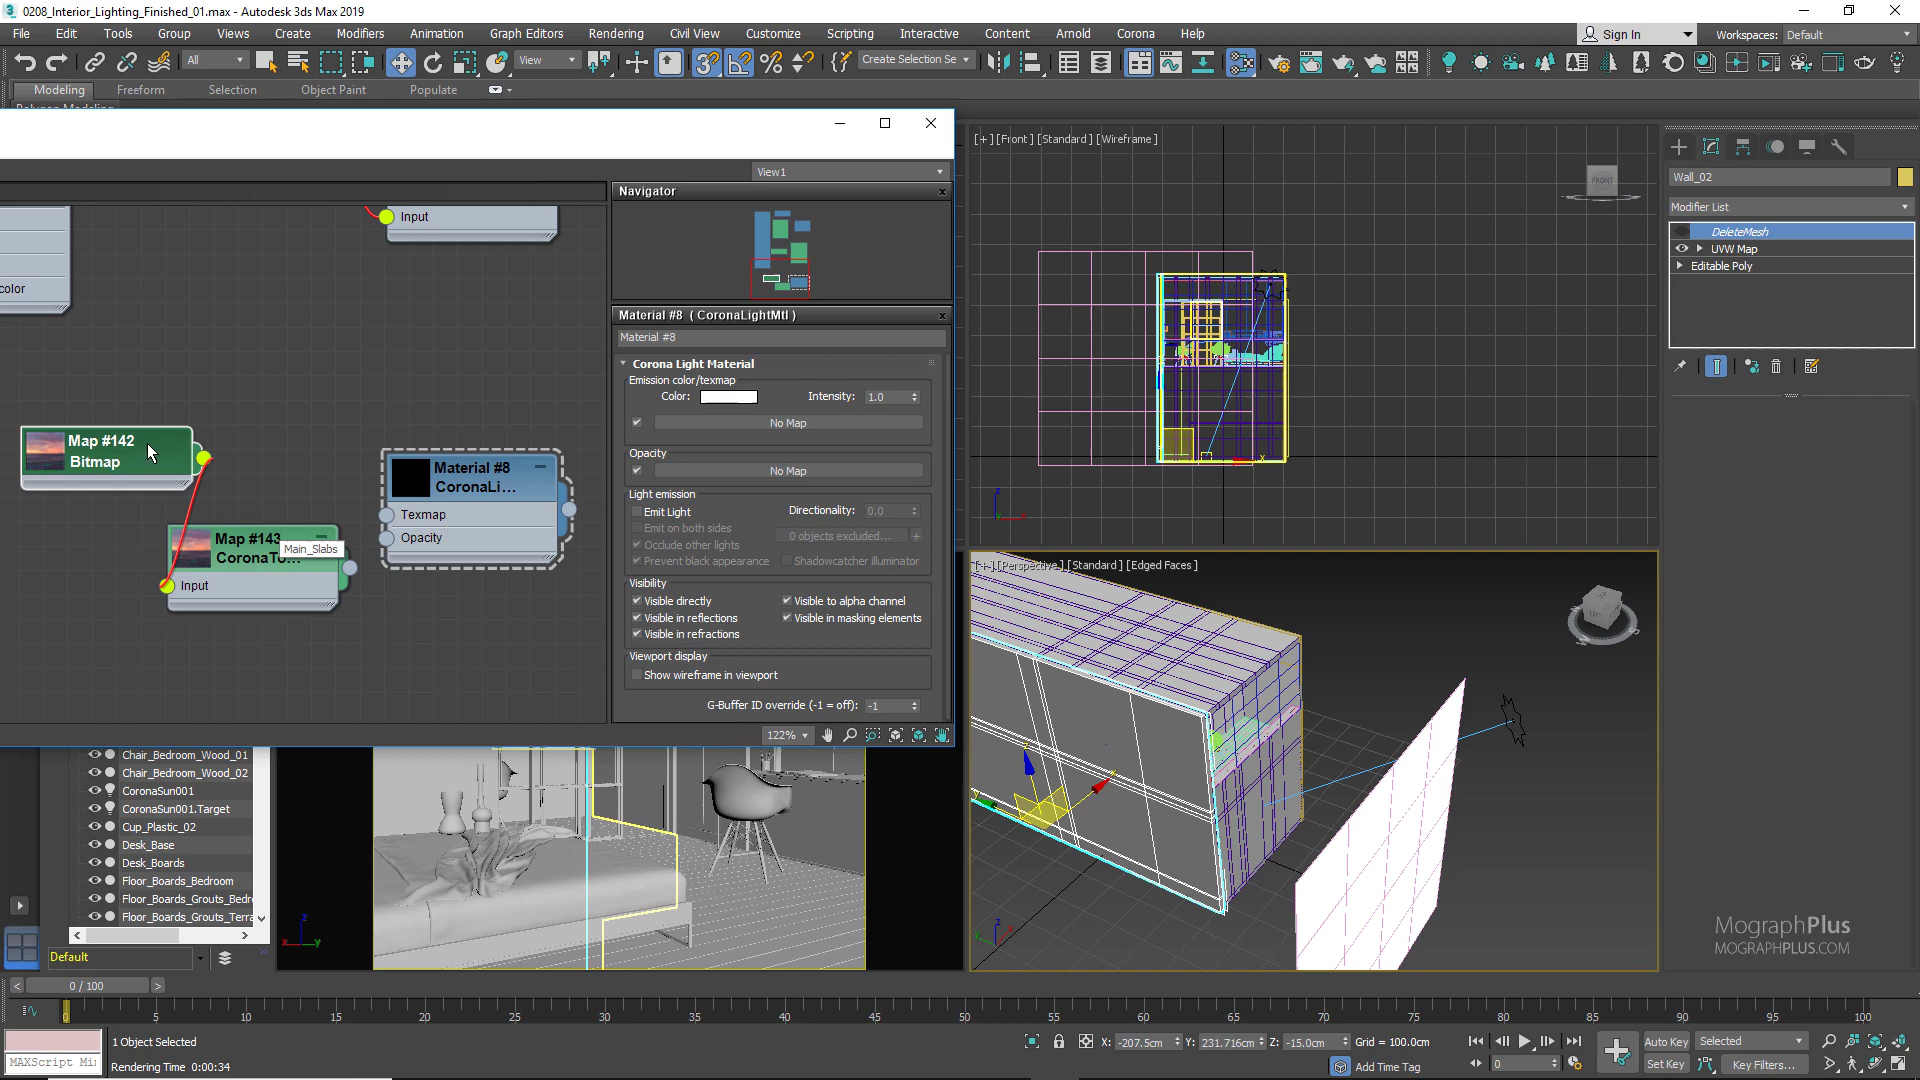 0208_Interior_Lighting_Finished_01.max - Autodesk 3ds Max 2019
File Edit Tools Group Views Create Modifiers Animation Graph Editors Rendering Civil View Customize Scripting Interactive Content Arnold Corona Help Sign In Workspaces: Default
All View Create Selection Se
Modeling Freeform Selection Object Paint Populate
View1
Navigator
Input
color
Map #142
Bitmap
Map #143
CoronaTo...
Main_Slabs
Input
Material #8
CoronaLi...
Texmap
Opacity
Material #8 ( CoronaLightMtl )
Material #8
Corona Light Material
Emission color/texmap
Color: Intensity: 1.0
No Map
Opacity
No Map
Light emission
Emit Light Directionality: 0.0
Emit on both sides 0 objects excluded... +
Occlude other lights
Prevent black appearance Shadowcatcher illuminator
Visibility
Visible directly Visible to alpha channel
Visible in reflections Visible in masking elements
Visible in refractions
Viewport display
Show wireframe in viewport
G-Buffer ID override (-1 = off): -1
122%
[+] [Front] [Standard] [Wireframe]
FRONT
[+] [Perspective] [Standard] [Edged Faces]
Wall_02
Modifier List
DeleteMesh
UVW Map
Editable Poly
Chair_Bedroom_Wood_01
Chair_Bedroom_Wood_02
CoronaSun001
CoronaSun001.Target
Cup_Plastic_02
Desk_Base
Desk_Boards
Floor_Boards_Bedroom
Floor_Boards_Grouts_Bedr
Floor_Boards_Grouts_Terra
Default
MographPlus
MOGRAPHPLUS.COM
0 / 100
0 5 10 15 20 25 30 35 40 45 50 55 60 65 70 75 80 85 90 95 100
1 Object Selected
X: -207.5cm Y: 231.716cm Z: -15.0cm Grid = 100.0cm
Auto Key Selected
MAXScript Mi
Rendering Time 0:00:34
Add Time Tag
0
Set Key Key Filters...